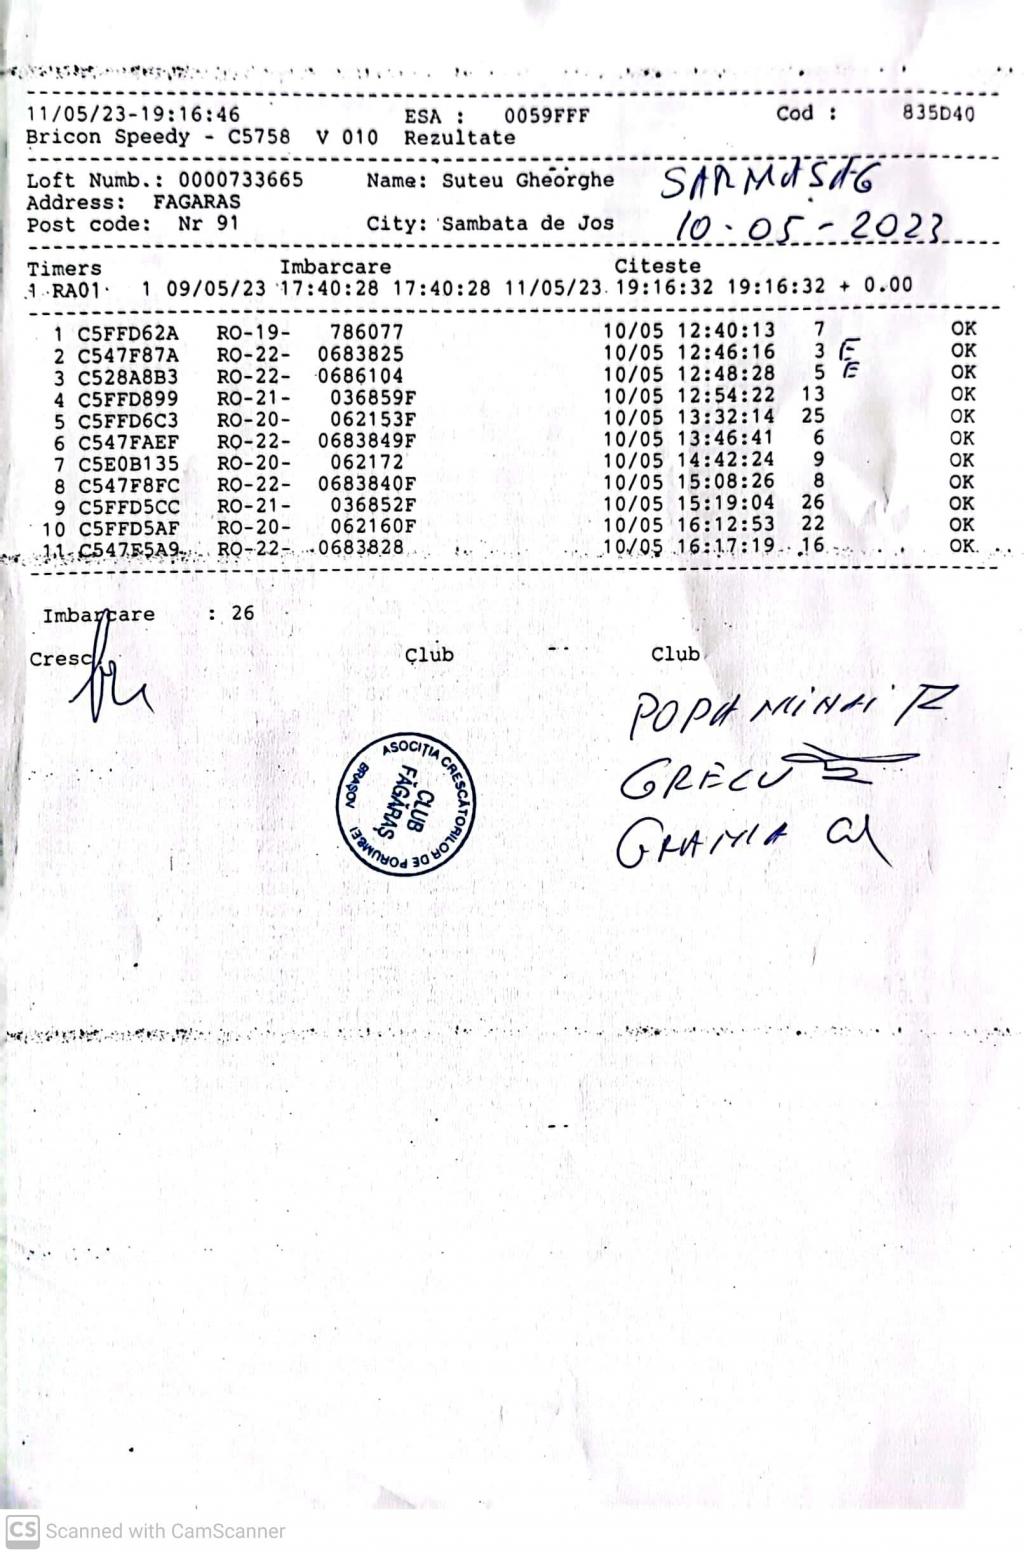 11/05/23-19:16:46 ESA : 0059FFF Cod : 835D40
Bricon Speedy - C5758 V 010 Rezultate
Loft Numb.: 0000733665 Name: Suteu Gheorghe SARMASAG
Address: FAGARAS
Post code: Nr 91 City: Sambata de Jos 10-05-2023
Timers Imbarcare Citeste
1 RA01 1 09/05/23 17:40:28 17:40:28 11/05/23 19:16:32 19:16:32 + 0.00
1 C5FFD62A RO-19- 786077 10/05 12:40:13 7 OK
2 C547F87A RO-22- 0683825 10/05 12:46:16 3 E OK
3 C528A8B3 RO-22- 0686104 10/05 12:48:28 5 E OK
4 C5FFD899 RO-21- 036859F 10/05 12:54:22 13 OK
5 C5FFD6C3 RO-20- 062153F 10/05 13:32:14 25 OK
6 C547FAEF RO-22- 0683849F 10/05 13:46:41 6 OK
7 C5E0B135 RO-20- 062172 10/05 14:42:24 9 OK
8 C547F8FC RO-22- 0683840F 10/05 15:08:26 8 OK
9 C5FFD5CC RO-21- 036852F 10/05 15:19:04 26 OK
10 C5FFD5AF RO-20- 062160F 10/05 16:12:53 22 OK
11 C547E5A9 RO-22- 0683828 10/05 16:17:19 16 OK
Imbarcare : 26
Cresc Club Club
POPA MIHAI
GRECU
ASOCIȚIA CRESCĂTORILOR DE PORUMBEI
CLUB
FĂGĂRAȘ
BRAȘOV
CS Scanned with CamScanner